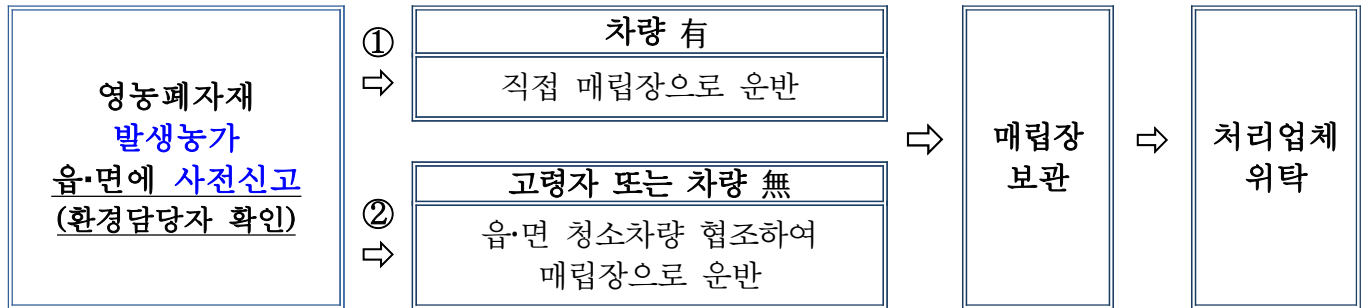 영농폐자재
발생농가
읍·면에 사전신고
(환경담당자 확인)
①
⇨
차량 有
직접 매립장으로 운반
②
⇨
고령자 또는 차량 無
읍·면 청소차량 협조하여
매립장으로 운반
⇨
매립장
보관
⇨
처리업체
위탁